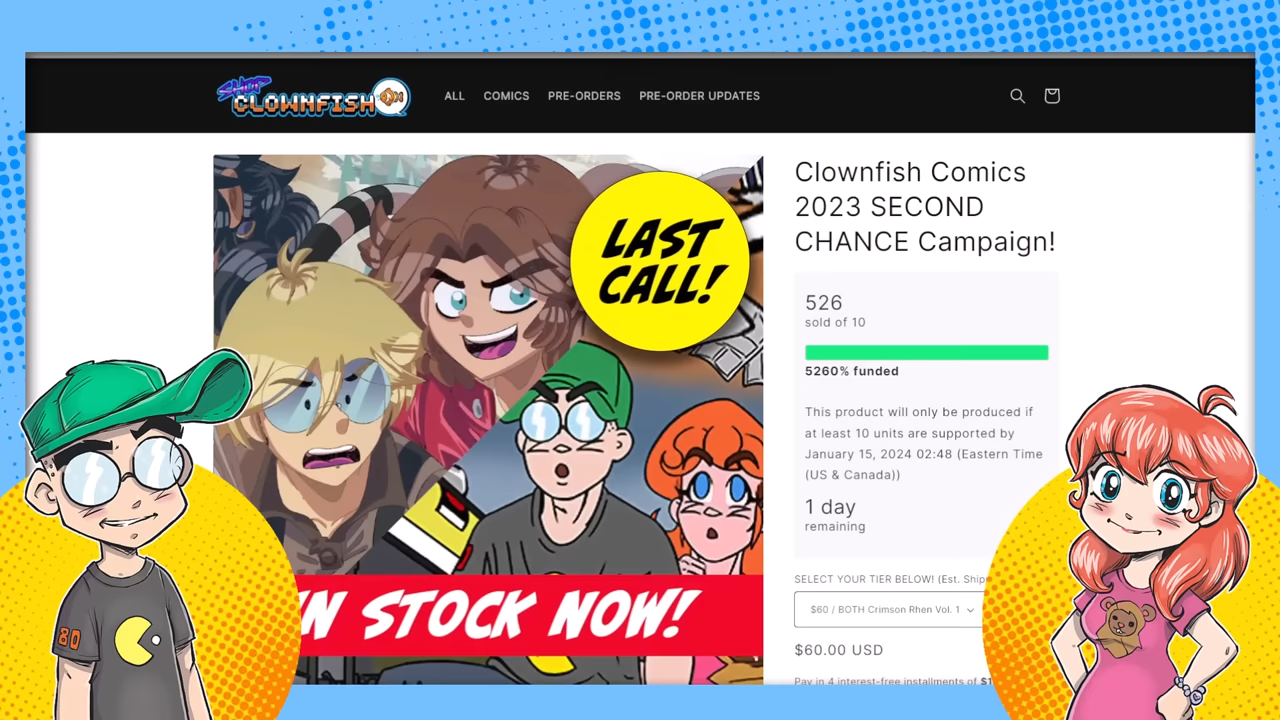 SHOP
CLOWNFISH
ALL COMICS PRE-ORDERS PRE-ORDER UPDATES
LAST
CALL!
IN STOCK NOW!
Clownfish Comics
2023 SECOND
CHANCE Campaign!
526
sold of 10
5260% funded
This product will only be produced if
at least 10 units are supported by
January 15, 2024 02:48 (Eastern Time
(US & Canada))
1 day
remaining
SELECT YOUR TIER BELOW! (Est. Ship
$60 / BOTH Crimson Rhen Vol. 1
$60.00 USD
Pay in 4 interest-free installments of $1
80